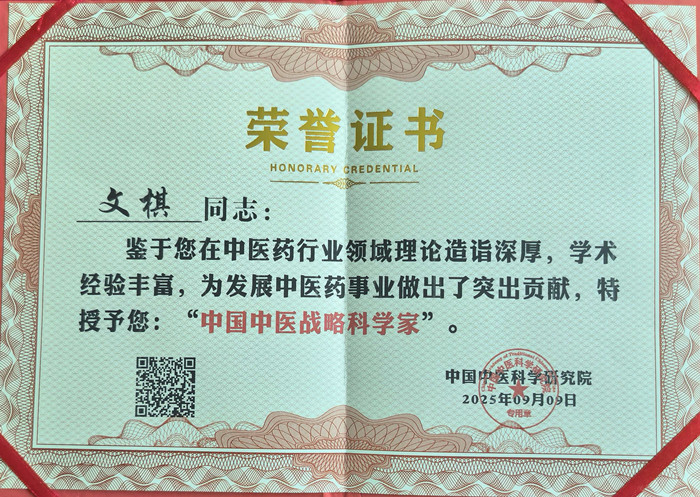 荣誉证书
HONORARY CREDENTIAL
文棋 同志：
鉴于您在中医药行业领域理论造诣深厚，学术
经验丰富，为发展中医药事业做出了突出贡献，特
授予您：“中国中医战略科学家”。
中国中医科学研究院
2025年09月09日
专用章